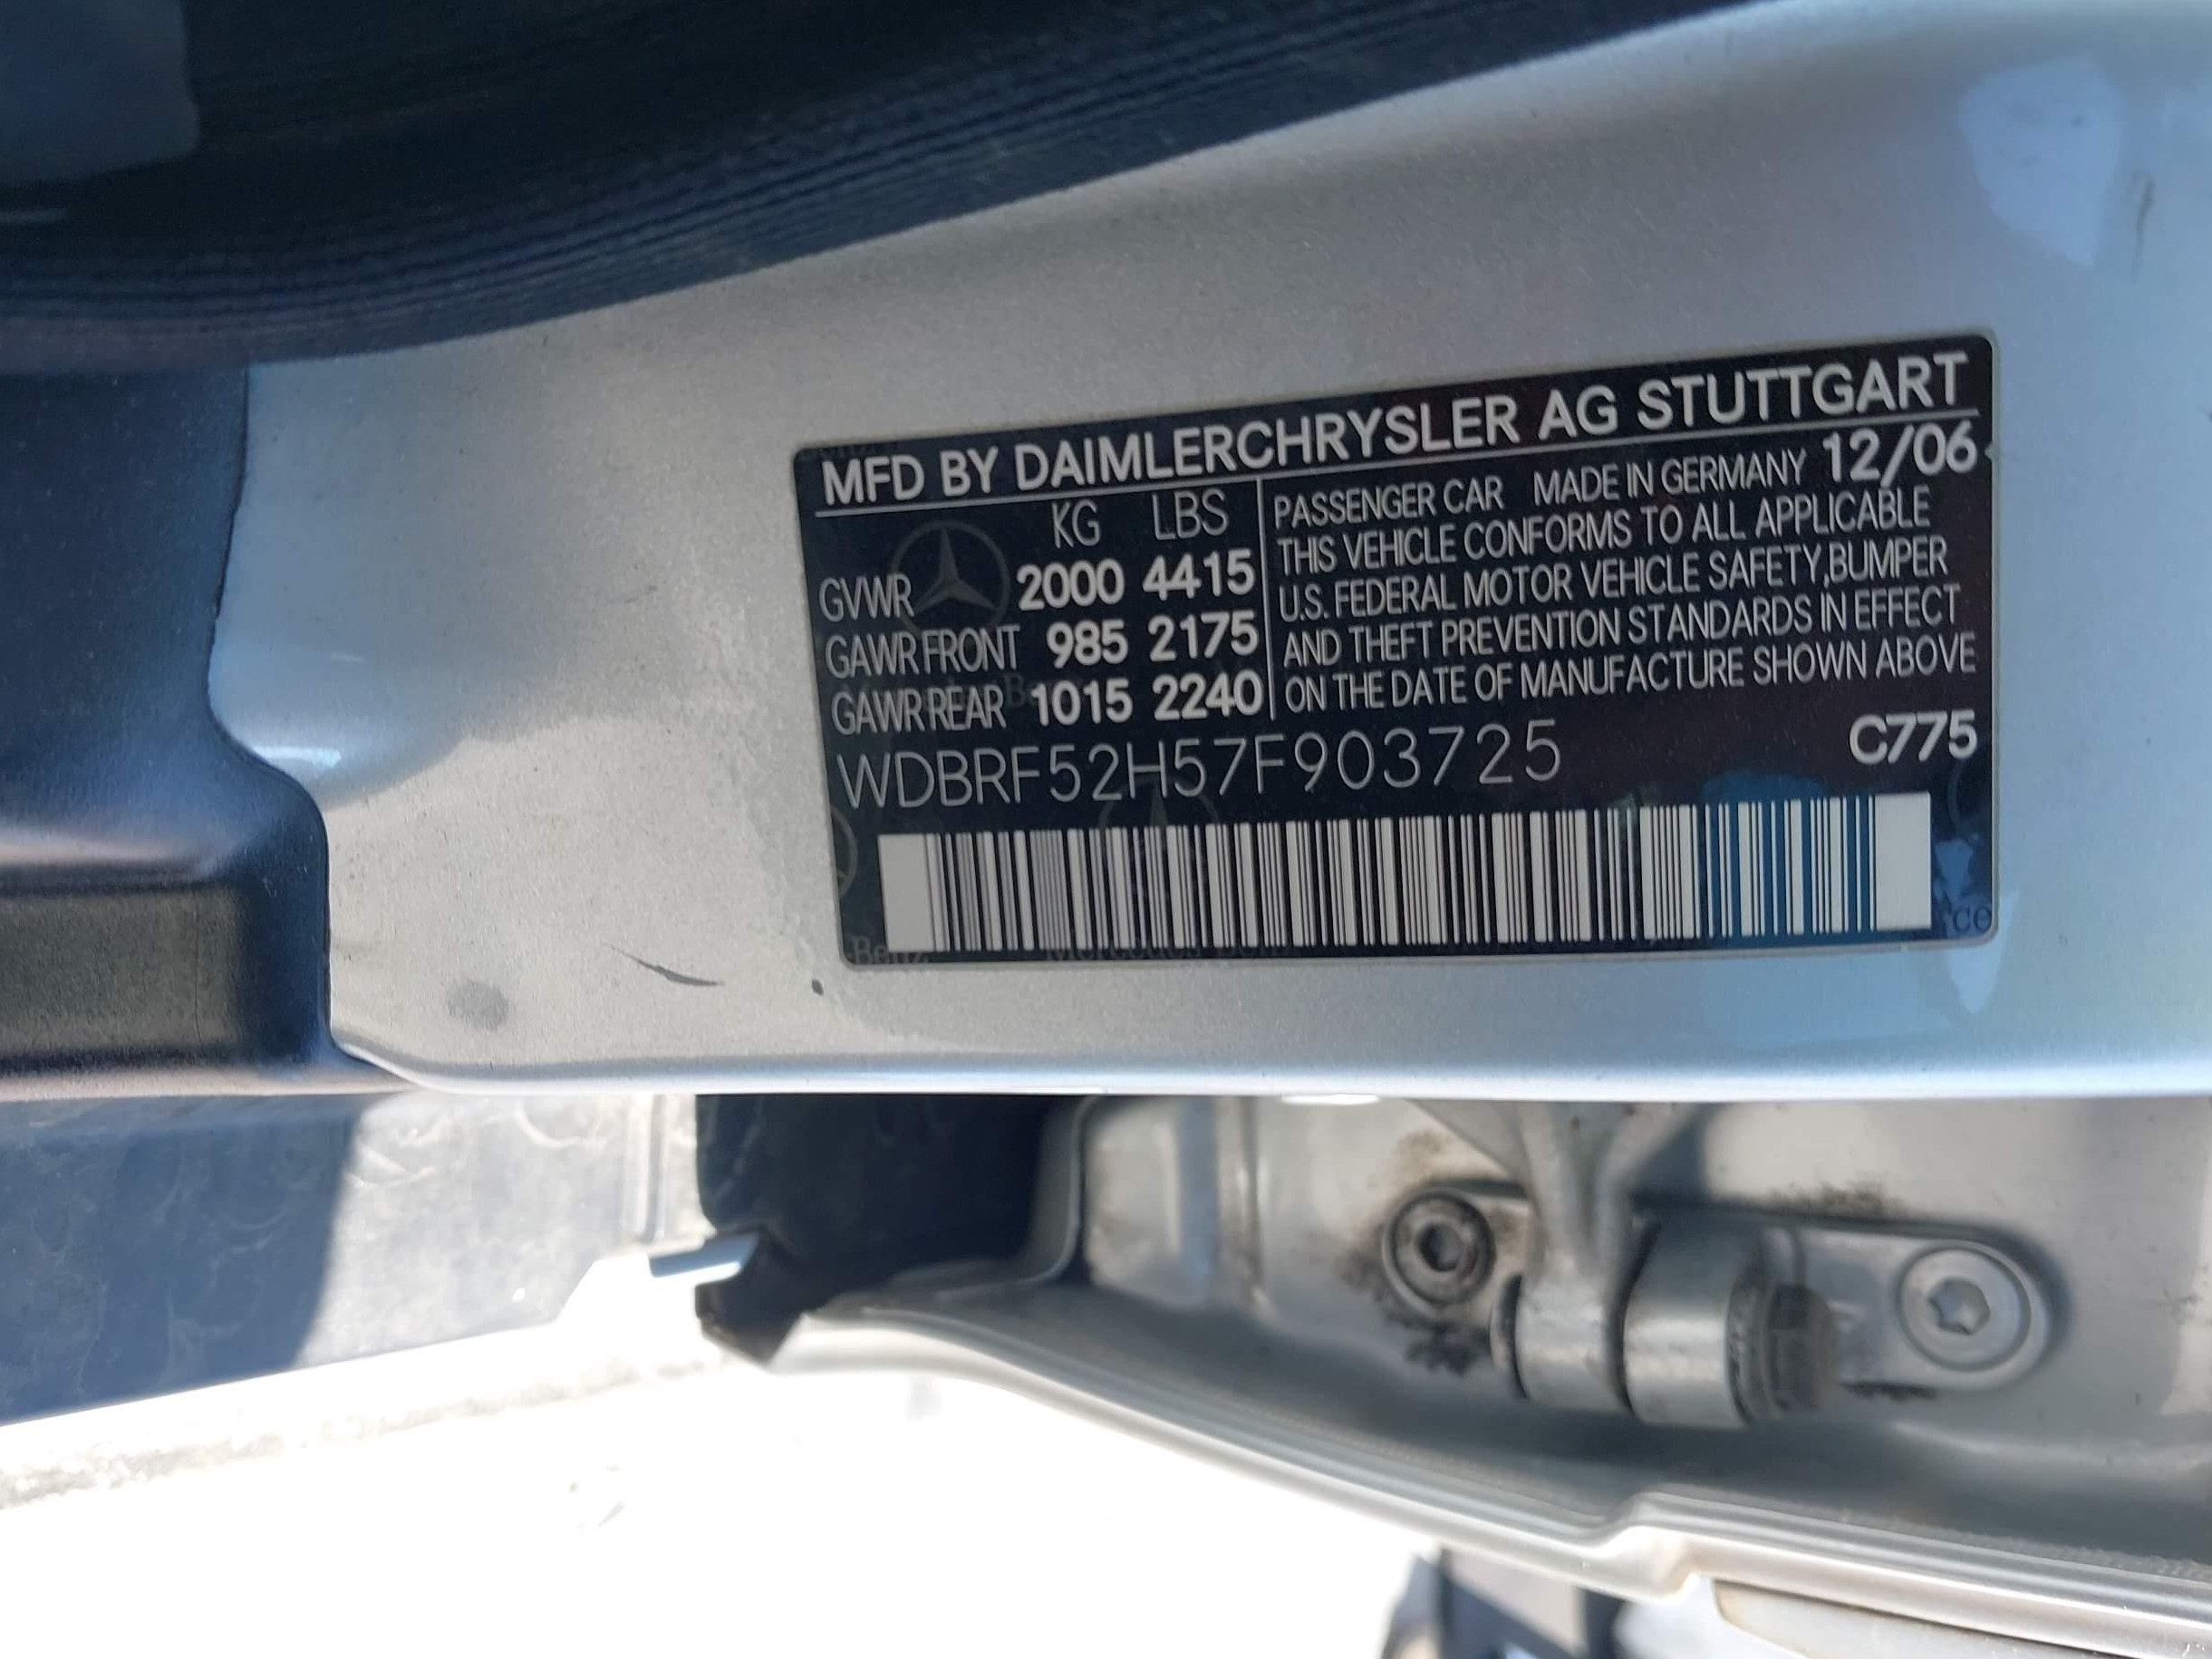 MFD BY DAIMLERCHRYSLER AG STUTTGART
KG LBS
GVWR 2000 4415
GAWR FRONT 985 2175
GAWR REAR 1015 2240
PASSENGER CAR MADE IN GERMANY 12/06
THIS VEHICLE CONFORMS TO ALL APPLICABLE
U.S. FEDERAL MOTOR VEHICLE SAFETY,BUMPER
AND THEFT PREVENTION STANDARDS IN EFFECT
ON THE DATE OF MANUFACTURE SHOWN ABOVE
WDBRF52H57F903725 C775